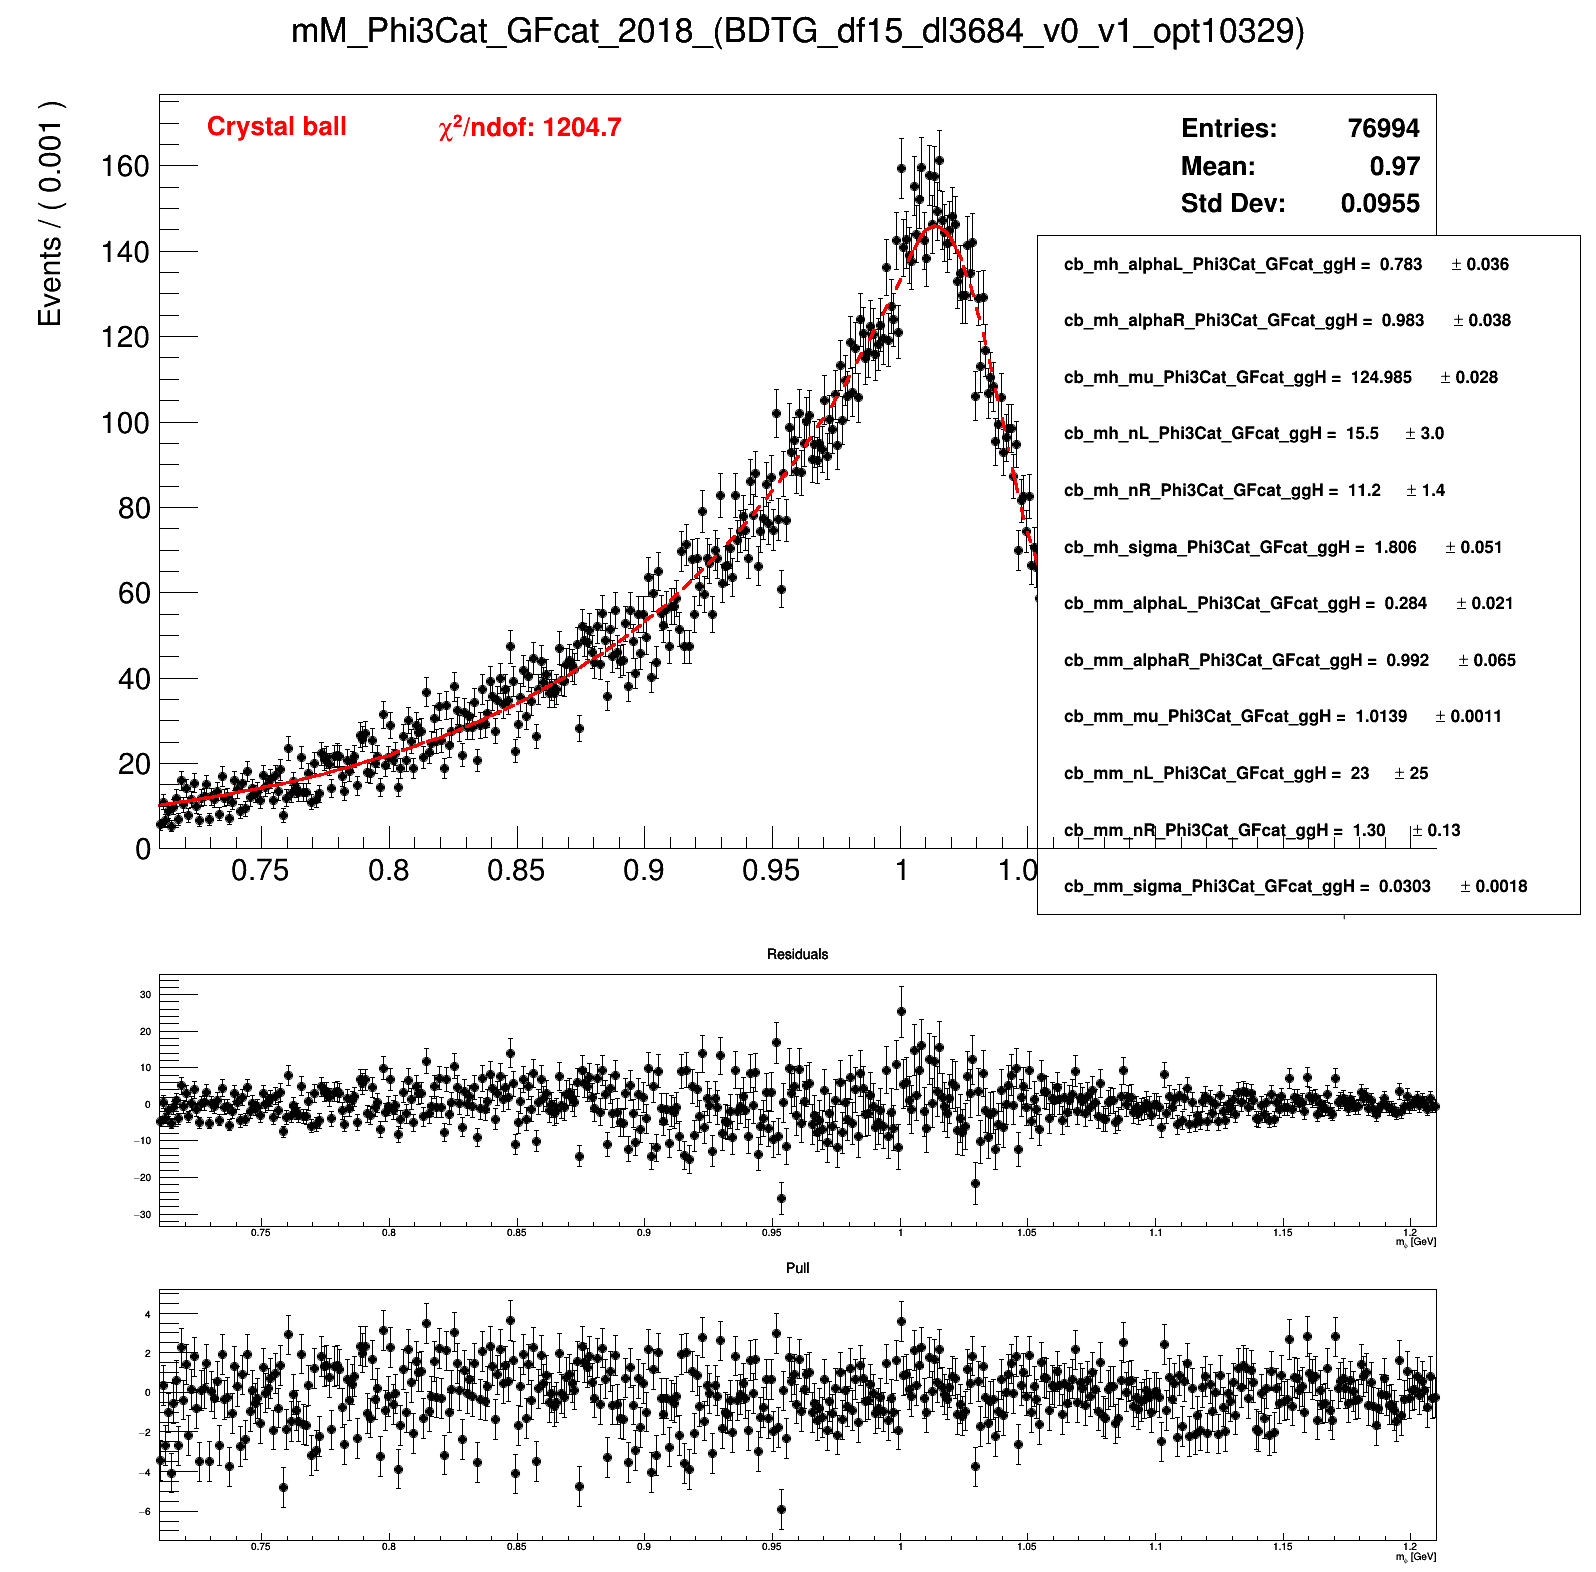 mM_Phi3Cat_GFcat_2018_(BDTG_df15_dl3684_v0_v1_opt10329)
Events / ( 0.001 )
Crystal ball χ²/ndof: 1204.7
Entries: 76994
Mean: 0.97
Std Dev: 0.0955
160
140
120
100
80
60
40
20
0
0.75 0.8 0.85 0.9 0.95 1 1.0
cb_mh_alphaL_Phi3Cat_GFcat_ggH = 0.783 ± 0.036
cb_mh_alphaR_Phi3Cat_GFcat_ggH = 0.983 ± 0.038
cb_mh_mu_Phi3Cat_GFcat_ggH = 124.985 ± 0.028
cb_mh_nL_Phi3Cat_GFcat_ggH = 15.5 ± 3.0
cb_mh_nR_Phi3Cat_GFcat_ggH = 11.2 ± 1.4
cb_mh_sigma_Phi3Cat_GFcat_ggH = 1.806 ± 0.051
cb_mm_alphaL_Phi3Cat_GFcat_ggH = 0.284 ± 0.021
cb_mm_alphaR_Phi3Cat_GFcat_ggH = 0.992 ± 0.065
cb_mm_mu_Phi3Cat_GFcat_ggH = 1.0139 ± 0.0011
cb_mm_nL_Phi3Cat_GFcat_ggH = 23 ± 25
cb_mm_nR_Phi3Cat_GFcat_ggH = 1.30 ± 0.13
cb_mm_sigma_Phi3Cat_GFcat_ggH = 0.0303 ± 0.0018
Residuals
30
20
10
0
−10
−20
−30
0.75 0.8 0.85 0.9 0.95 1 1.05 1.1 1.15 1.2
[GeV]
Pull
4
2
0
−2
−4
−6
0.75 0.8 0.85 0.9 0.95 1 1.05 1.1 1.15 1.2
[GeV]